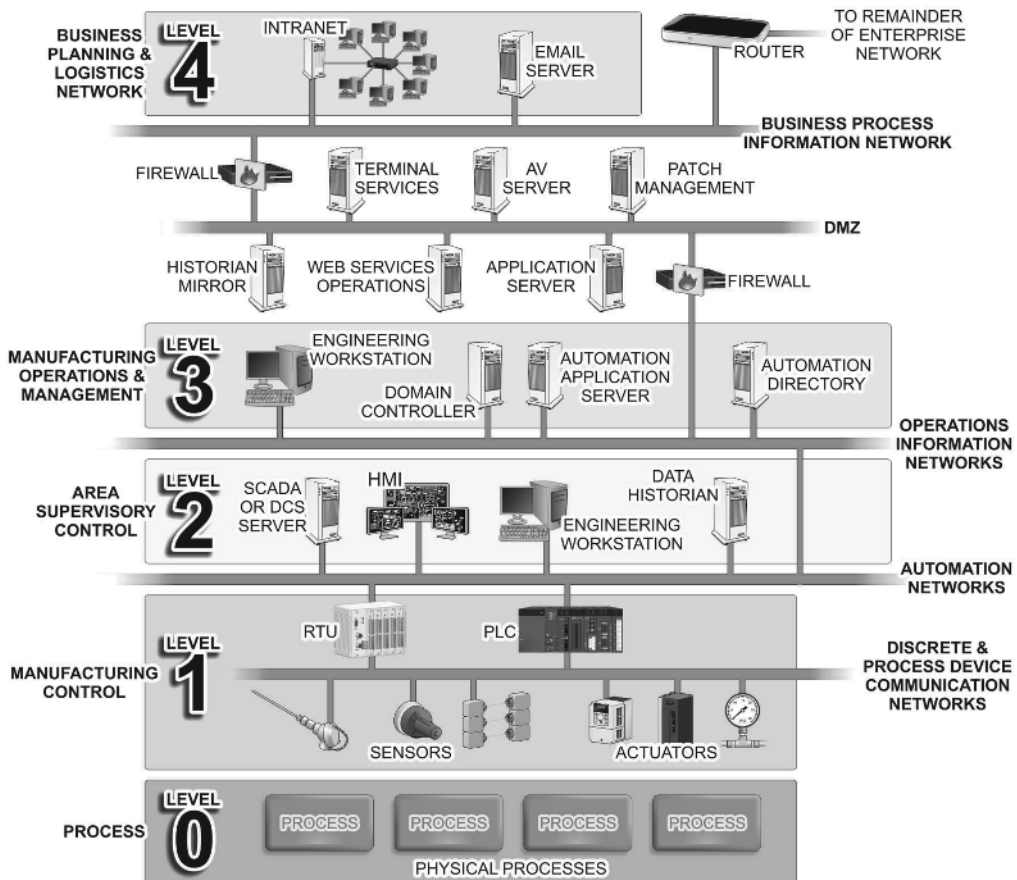 BUSINESS
PLANNING &
LOGISTICS
NETWORK
LEVEL
4
INTRANET
EMAIL
SERVER
ROUTER
TO REMAINDER
OF ENTERPRISE
NETWORK
BUSINESS PROCESS
INFORMATION NETWORK
FIREWALL
TERMINAL
SERVICES
AV
SERVER
PATCH
MANAGEMENT
DMZ
HISTORIAN
MIRROR
WEB SERVICES
OPERATIONS
APPLICATION
SERVER
FIREWALL
MANUFACTURING
OPERATIONS &
MANAGEMENT
LEVEL
3
ENGINEERING
WORKSTATION
DOMAIN
CONTROLLER
AUTOMATION
APPLICATION
SERVER
AUTOMATION
DIRECTORY
OPERATIONS
INFORMATION
NETWORKS
AREA
SUPERVISORY
CONTROL
LEVEL
2
SCADA
OR DCS
SERVER
HMI
ENGINEERING
WORKSTATION
DATA
HISTORIAN
AUTOMATION
NETWORKS
MANUFACTURING
CONTROL
LEVEL
1
RTU
PLC
DISCRETE &
PROCESS DEVICE
COMMUNICATION
NETWORKS
SENSORS
ACTUATORS
PROCESS
LEVEL
0
PROCESS
PROCESS
PROCESS
PROCESS
PHYSICAL PROCESSES